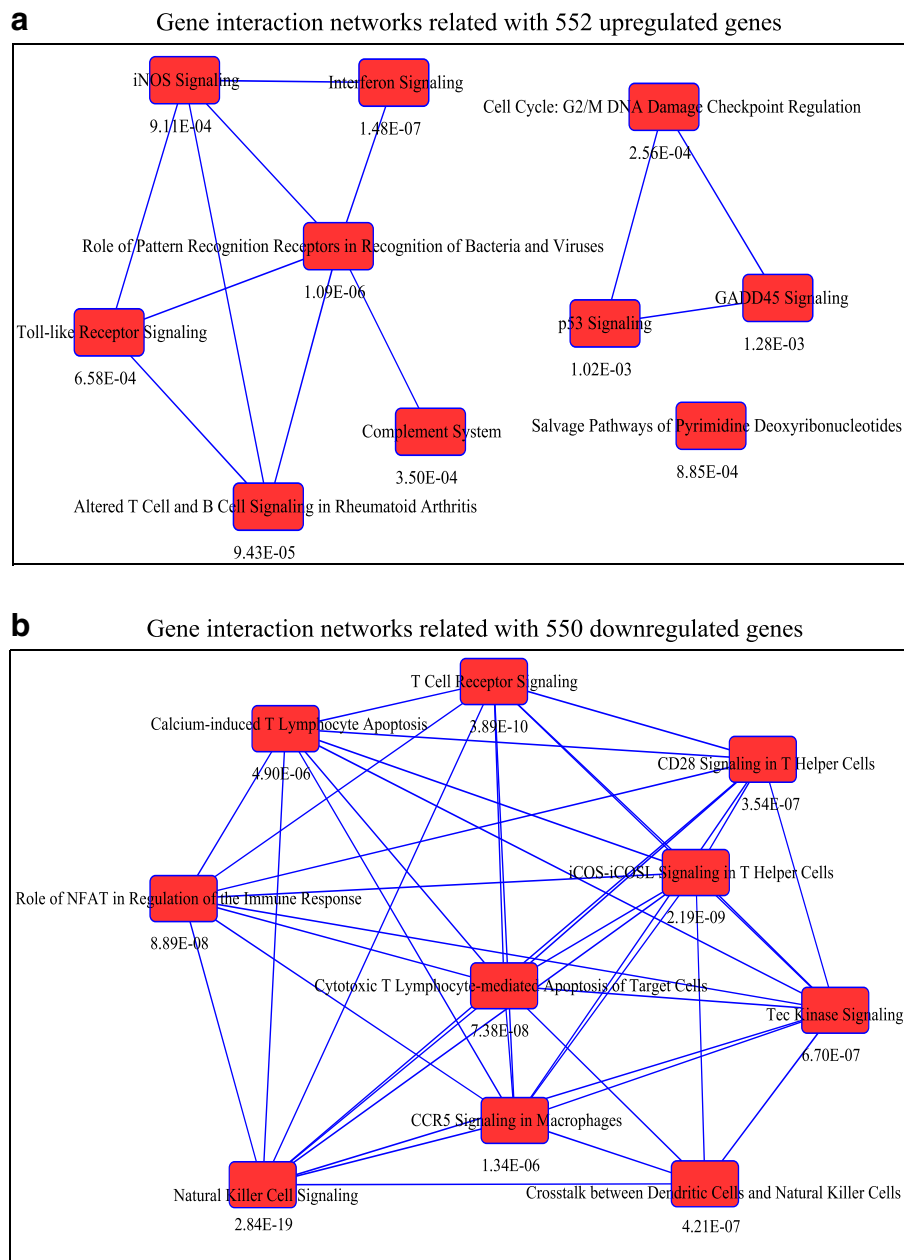 a
Gene interaction networks related with 552 upregulated genes
iNOS Signaling
9.11E-04
Interferon Signaling
1.48E-07
Cell Cycle: G2/M DNA Damage Checkpoint Regulation
2.56E-04
Role of Pattern Recognition Receptors in Recognition of Bacteria and Viruses
1.09E-06
GADD45 Signaling
1.28E-03
p53 Signaling
1.02E-03
Toll-like Receptor Signaling
6.58E-04
Complement System
3.50E-04
Salvage Pathways of Pyrimidine Deoxyribonucleotides
8.85E-04
Altered T Cell and B Cell Signaling in Rheumatoid Arthritis
9.43E-05
b
Gene interaction networks related with 550 downregulated genes
T Cell Receptor Signaling
3.89E-10
Calcium-induced T Lymphocyte Apoptosis
4.90E-06
CD28 Signaling in T Helper Cells
3.54E-07
iCOS-iCOSL Signaling in T Helper Cells
2.19E-09
Role of NFAT in Regulation of the Immune Response
8.89E-08
Cytotoxic T Lymphocyte-mediated Apoptosis of Target Cells
7.38E-08
Tec Kinase Signaling
6.70E-07
CCR5 Signaling in Macrophages
1.34E-06
Natural Killer Cell Signaling
2.84E-19
Crosstalk between Dendritic Cells and Natural Killer Cells
4.21E-07